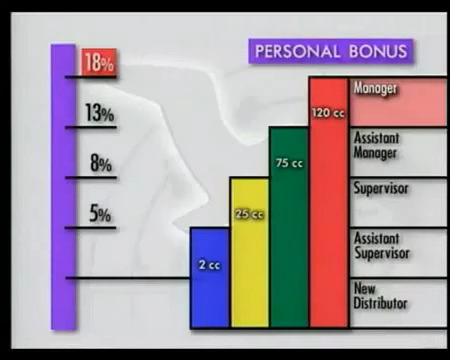 PERSONAL BONUS
18%
13%
8%
5%
2 cc
25 cc
75 cc
120 cc
Manager
Assistant
Manager
Supervisor
Assistant
Supervisor
New
Distributor